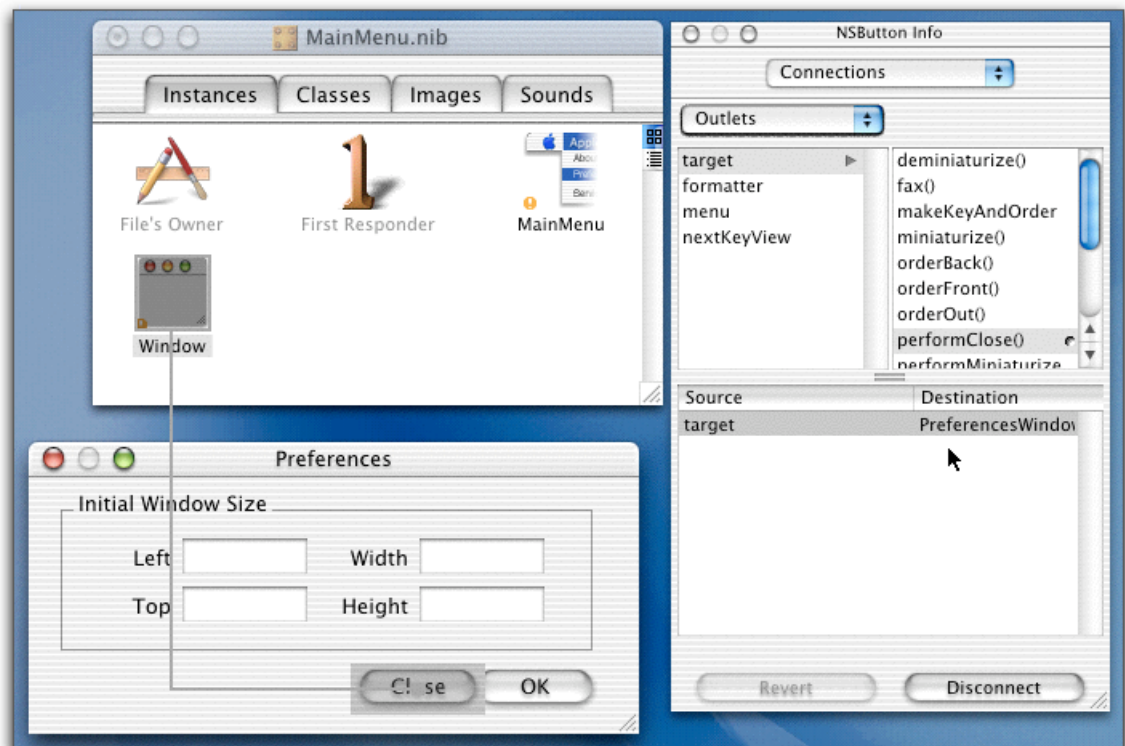 MainMenu.nib
Instances
Classes
Images
Sounds
File's Owner
First Responder
MainMenu
Window
Preferences
Initial Window Size
Left
Width
Top
Height
OK
NSButton Info
Connections
Outlets
target
formatter
menu
nextKeyView
deminiaturize()
fax()
makeKeyAndOrder
miniaturize()
orderBack()
orderFront()
orderOut()
performClose()
performMiniaturize
Source Destination
target PreferencesWindow
Revert
Disconnect